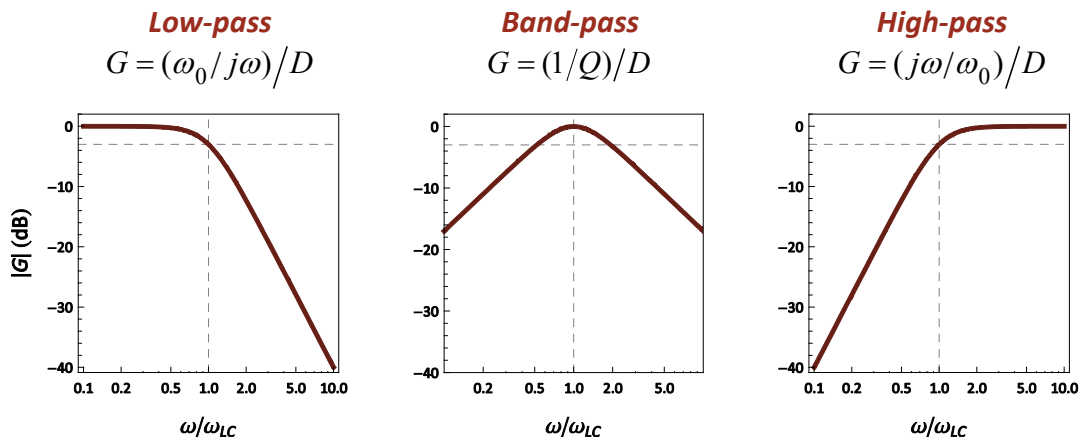 Low-pass
G = (ω₀/jω)/D
Band-pass
G = (1/Q)/D
High-pass
G = (jω/ω₀)/D
|G| (dB)
0
−10
−20
−30
−40
0.1 0.2 0.5 1.0 2.0 5.0 10.0
ω/ω_LC
0
−10
−20
−30
−40
0.2 0.5 1.0 2.0 5.0
ω/ω_LC
0
−10
−20
−30
−40
0.1 0.2 0.5 1.0 2.0 5.0 10.0
ω/ω_LC